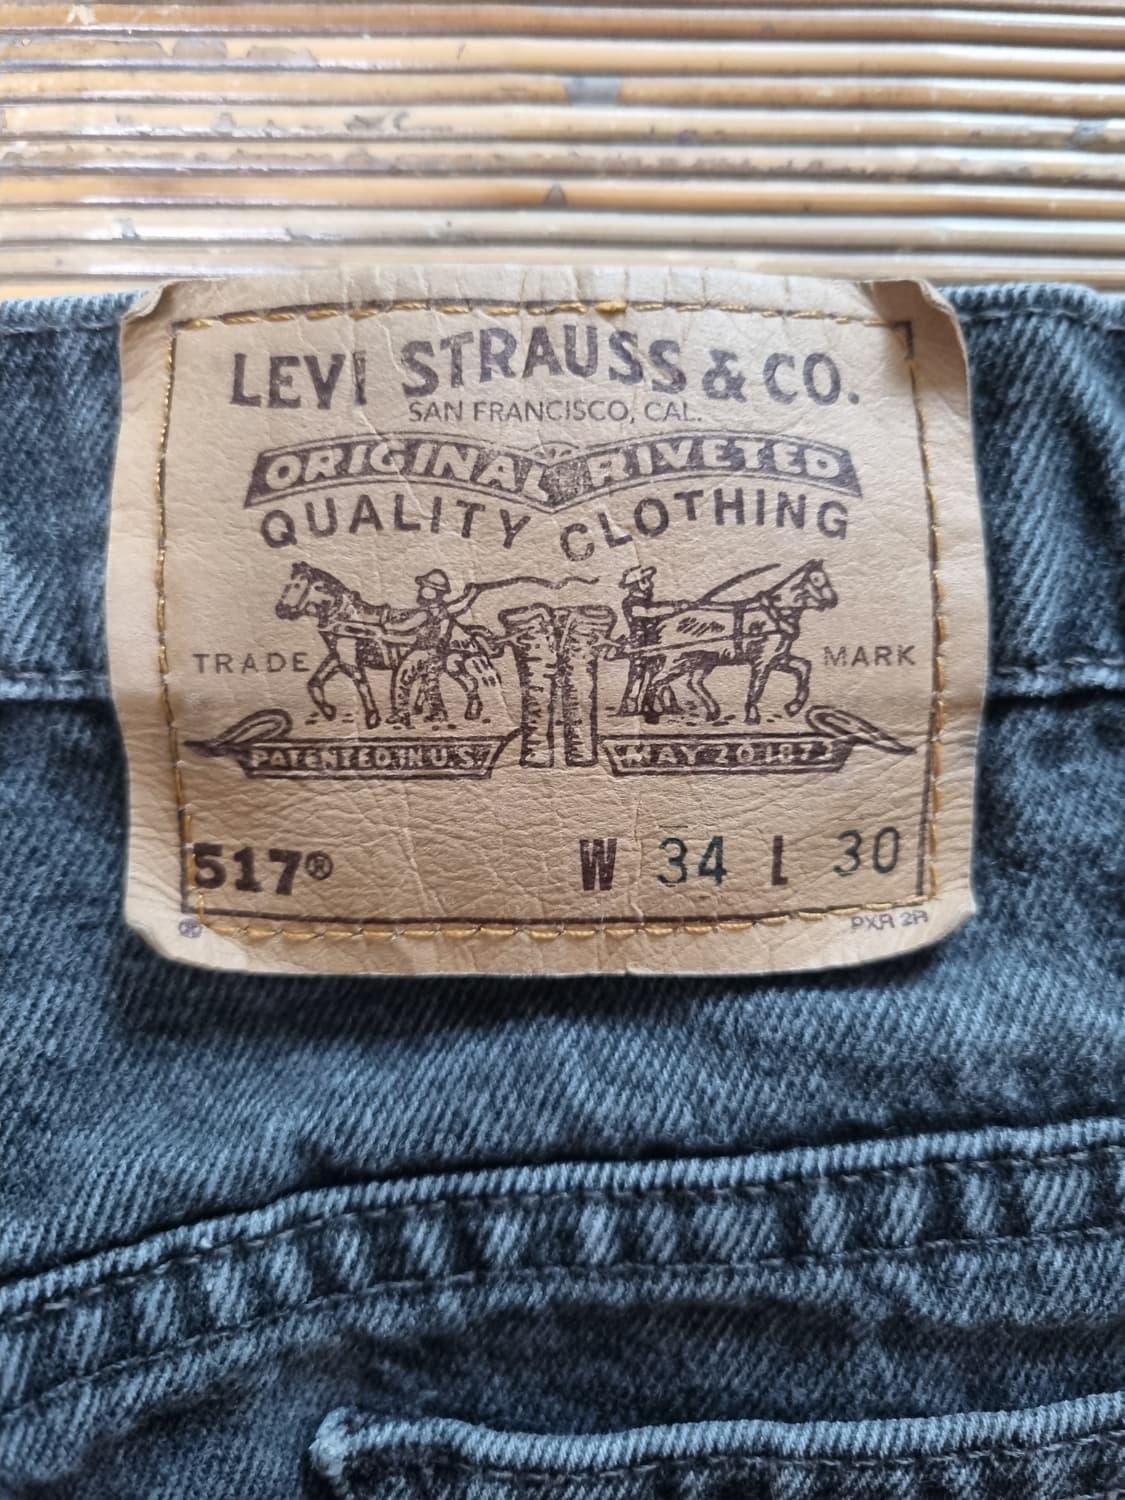 LEVI STRAUSS & CO.
SAN FRANCISCO, CAL.
ORIGINAL RIVETED
QUALITY CLOTHING
TRADE MARK
PATENTED IN U.S. MAY 20 1873
517® W 34 L 30
® PXR 2R